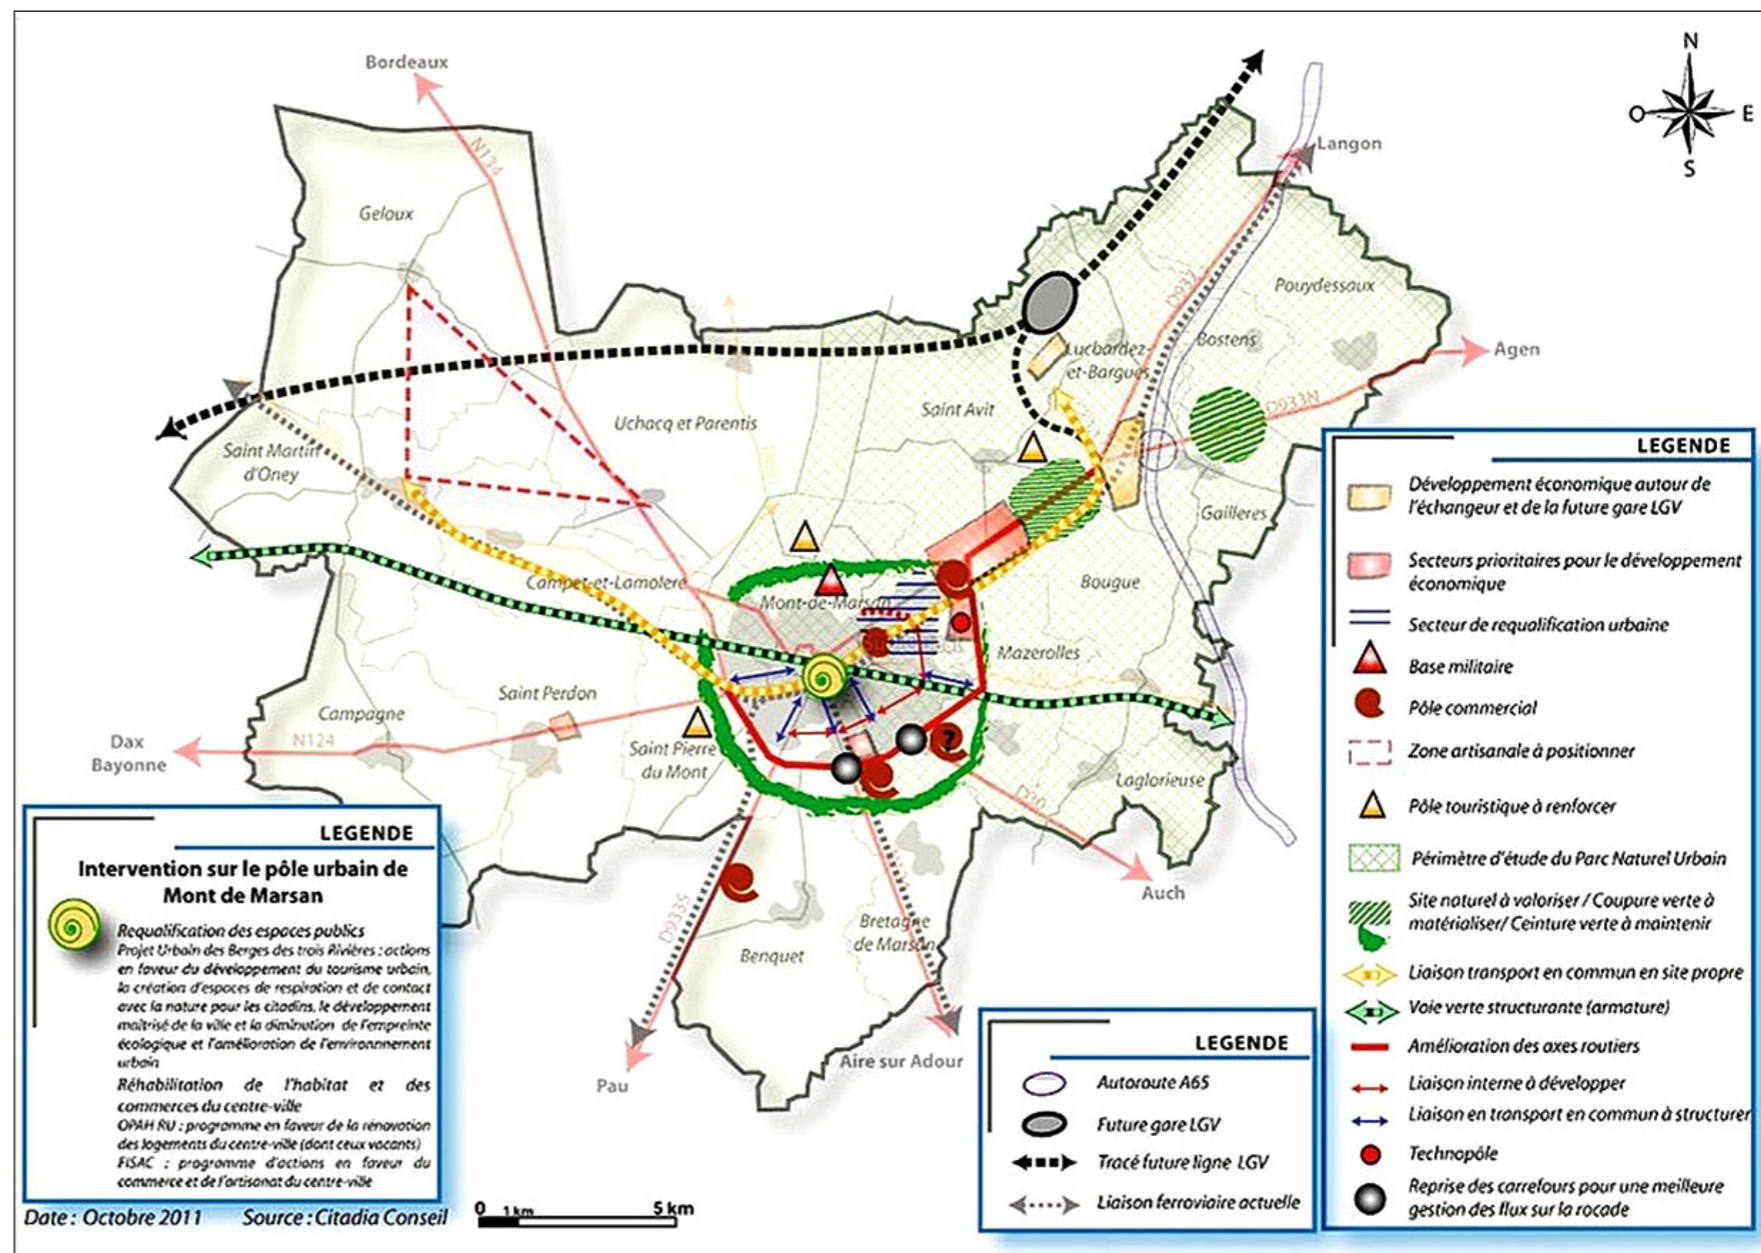 Bordeaux
N134
N
O
E
S
Langon
Geloux
D932
Pouydessaux
Bostens
Agen
Lucbardez-
et-Bargues
D933N
Saint Avit
Uchacq et Parentis
Saint Martin
d'Oney
Gailleres
Campet-et-Lamolere
Mont-de-Marsan
Bougue
Mazerolles
Saint Perdon
Campagne
N124
Dax
Bayonne
Saint Pierre
du Mont
?
Laglorieuse
D30
Auch
D933S
Bretagne
de Marsan
Benquet
Aire sur Adour
Pau
LEGENDE
Intervention sur le pôle urbain de
Mont de Marsan
Requalification des espaces publics
Projet Urbain des Berges des trois Rivières : actions
en faveur du développement du tourisme urbain,
la création d'espaces de respiration et de contact
avec la nature pour les citadins, le développement
maîtrisé de la ville et la diminution de l'empreinte
écologique et l'amélioration de l'environnnement
urbain
Réhabilitation de l'habitat et des
commerces du centre-ville
OPAH RU : programme en faveur de la rénovation
des logements du centre-ville (dont ceux vacants)
FISAC : programme d'actions en faveur du
commerce et de l'artisanat du centre-ville
Date : Octobre 2011 Source : Citadia Conseil
0 1 km 5 km
LEGENDE
Autoroute A65
Future gare LGV
Tracé future ligne LGV
Liaison ferroviaire actuelle
LEGENDE
Développement économique autour de
l'échangeur et de la future gare LGV
Secteurs prioritaires pour le développement
économique
Secteur de requalification urbaine
Base militaire
Pôle commercial
Zone artisanale à positionner
Pôle touristique à renforcer
Périmètre d'étude du Parc Naturel Urbain
Site naturel à valoriser / Coupure verte à
matérialiser/ Ceinture verte à maintenir
Liaison transport en commun en site propre
Voie verte structurante (armature)
Amélioration des axes routiers
Liaison interne à développer
Liaison en transport en commun à structurer
Technopôle
Reprise des carrefours pour une meilleure
gestion des flux sur la rocade